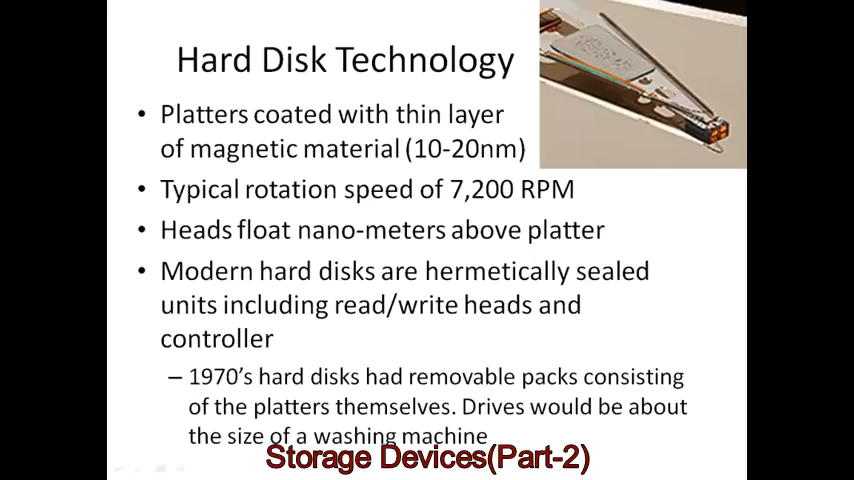 Hard Disk Technology
• Platters coated with thin layer
of magnetic material (10-20nm)
• Typical rotation speed of 7,200 RPM
• Heads float nano-meters above platter
• Modern hard disks are hermetically sealed
units including read/write heads and
controller
– 1970's hard disks had removable packs consisting
of the platters themselves. Drives would be about
the size of a washing machine
Storage Devices(Part-2)